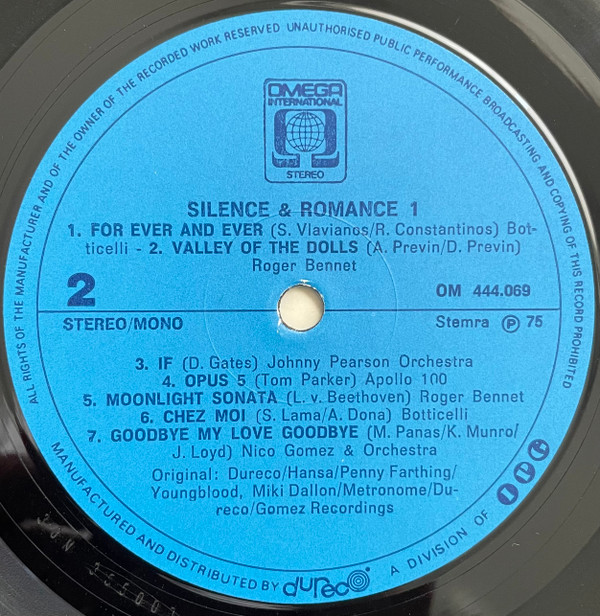 ALL RIGHTS OF THE MANUFACTURER AND OF THE OWNER OF THE RECORDED WORK RESERVED UNAUTHORISED PUBLIC PERFORMANCE BROADCASTING AND COPYING OF THIS RECORD PROHIBITED
OMEGA
INTERNATIONAL
STEREO
SILENCE & ROMANCE 1
1. FOR EVER AND EVER (S. Vlavianos/R. Constantinos) Bot-
ticelli - 2. VALLEY OF THE DOLLS (A. Previn/D. Previn)
Roger Bennet
2
OM 444.069
STEREO/MONO
Stemra ℗ 75
3. IF (D. Gates) Johnny Pearson Orchestra
4. OPUS 5 (Tom Parker) Apollo 100
5. MOONLIGHT SONATA (L. v. Beethoven) Roger Bennet
6. CHEZ MOI (S. Lama/A. Dona) Botticelli
7. GOODBYE MY LOVE GOODBYE (M. Panas/K. Munro/
J. Loyd) Nico Gomez & Orchestra
Original: Dureco/Hansa/Penny Farthing/
Youngblood, Miki Dallon/Metronome/Du-
reco/Gomez Recordings
MANUFACTURED AND DISTRIBUTED BY dureco A DIVISION OF